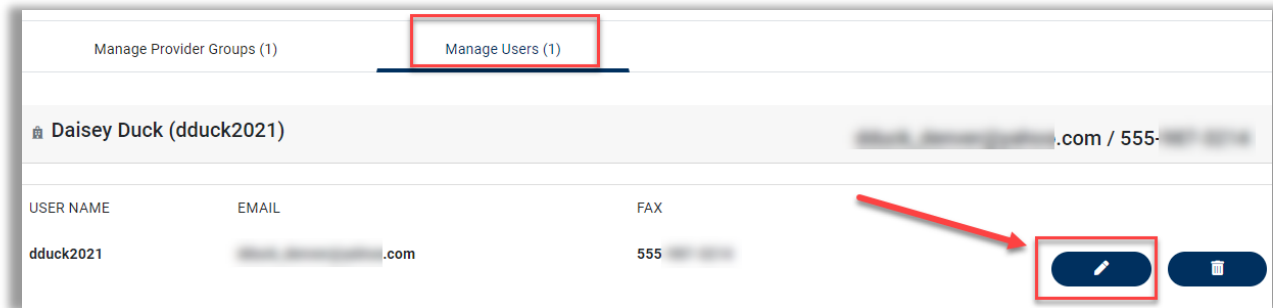 Manage Provider Groups (1)
Manage Users (1)
Daisey Duck (dduck2021)
.com / 555-
USER NAME EMAIL FAX
dduck2021 .com 555